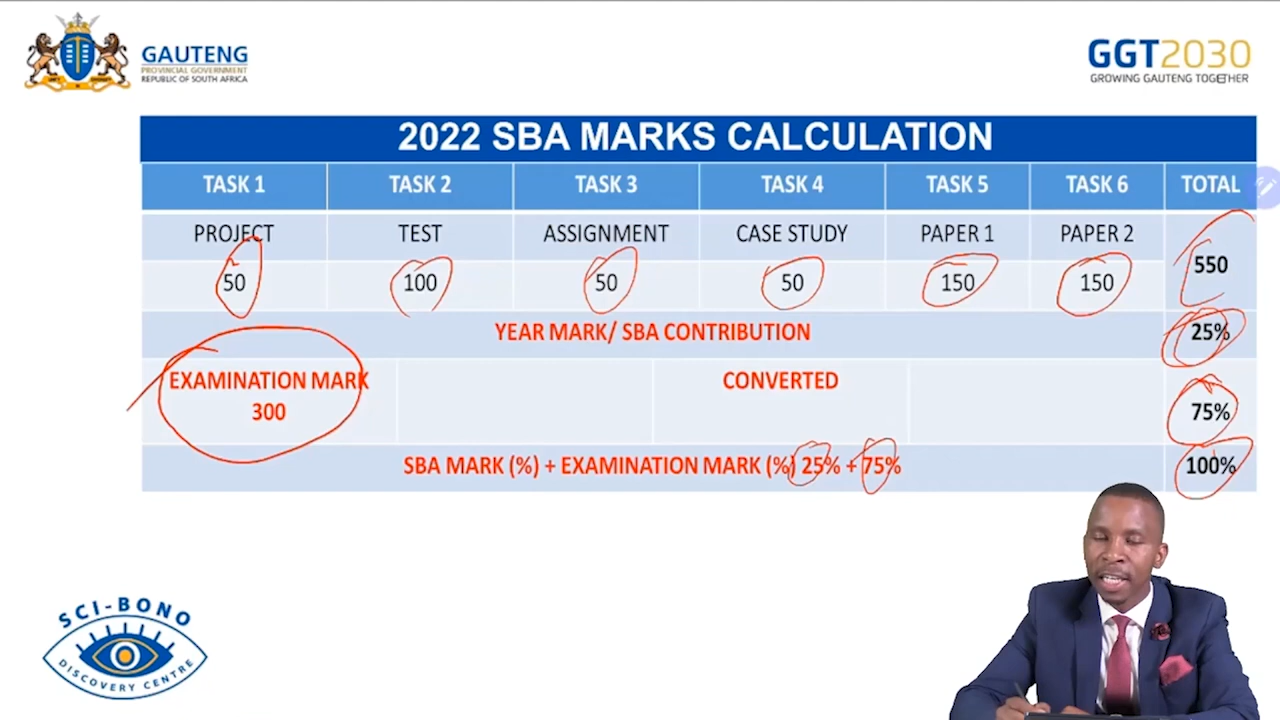 GAUTENG
PROVINCIAL GOVERNMENT
REPUBLIC OF SOUTH AFRICA
GGT2030
GROWING GAUTENG TOGETHER
2022 SBA MARKS CALCULATION
TASK 1 TASK 2 TASK 3 TASK 4 TASK 5 TASK 6 TOTAL
PROJECT TEST ASSIGNMENT CASE STUDY PAPER 1 PAPER 2
50 100 50 50 150 150 550
YEAR MARK/ SBA CONTRIBUTION 25%
EXAMINATION MARK CONVERTED
300 75%
SBA MARK (%) + EXAMINATION MARK (%) 25% + 75% 100%
SCI-BONO
DISCOVERY CENTRE